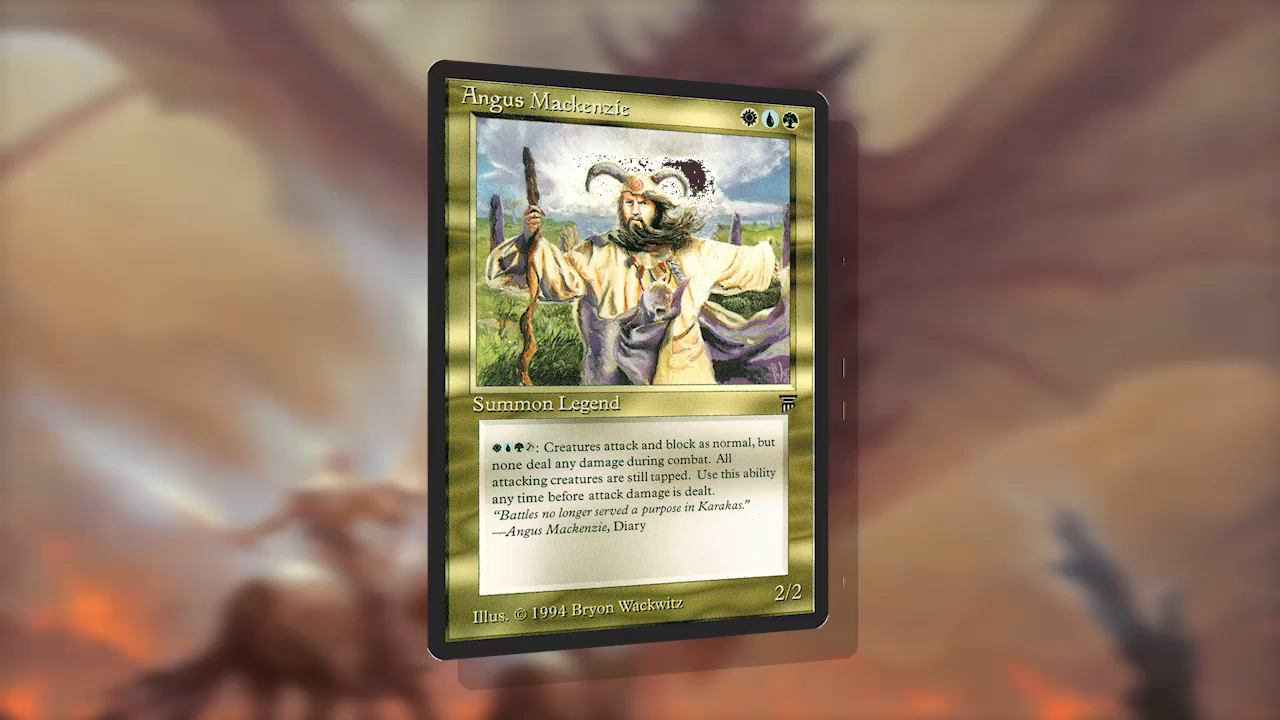 Angus Mackenzie
Summon Legend
: Creatures attack and block as normal, but
none deal any damage during combat. All
attacking creatures are still tapped. Use this ability
any time before attack damage is dealt.
"Battles no longer served a purpose in Karakas."
—Angus Mackenzie, Diary
2/2
Illus. © 1994 Bryon Wackwitz